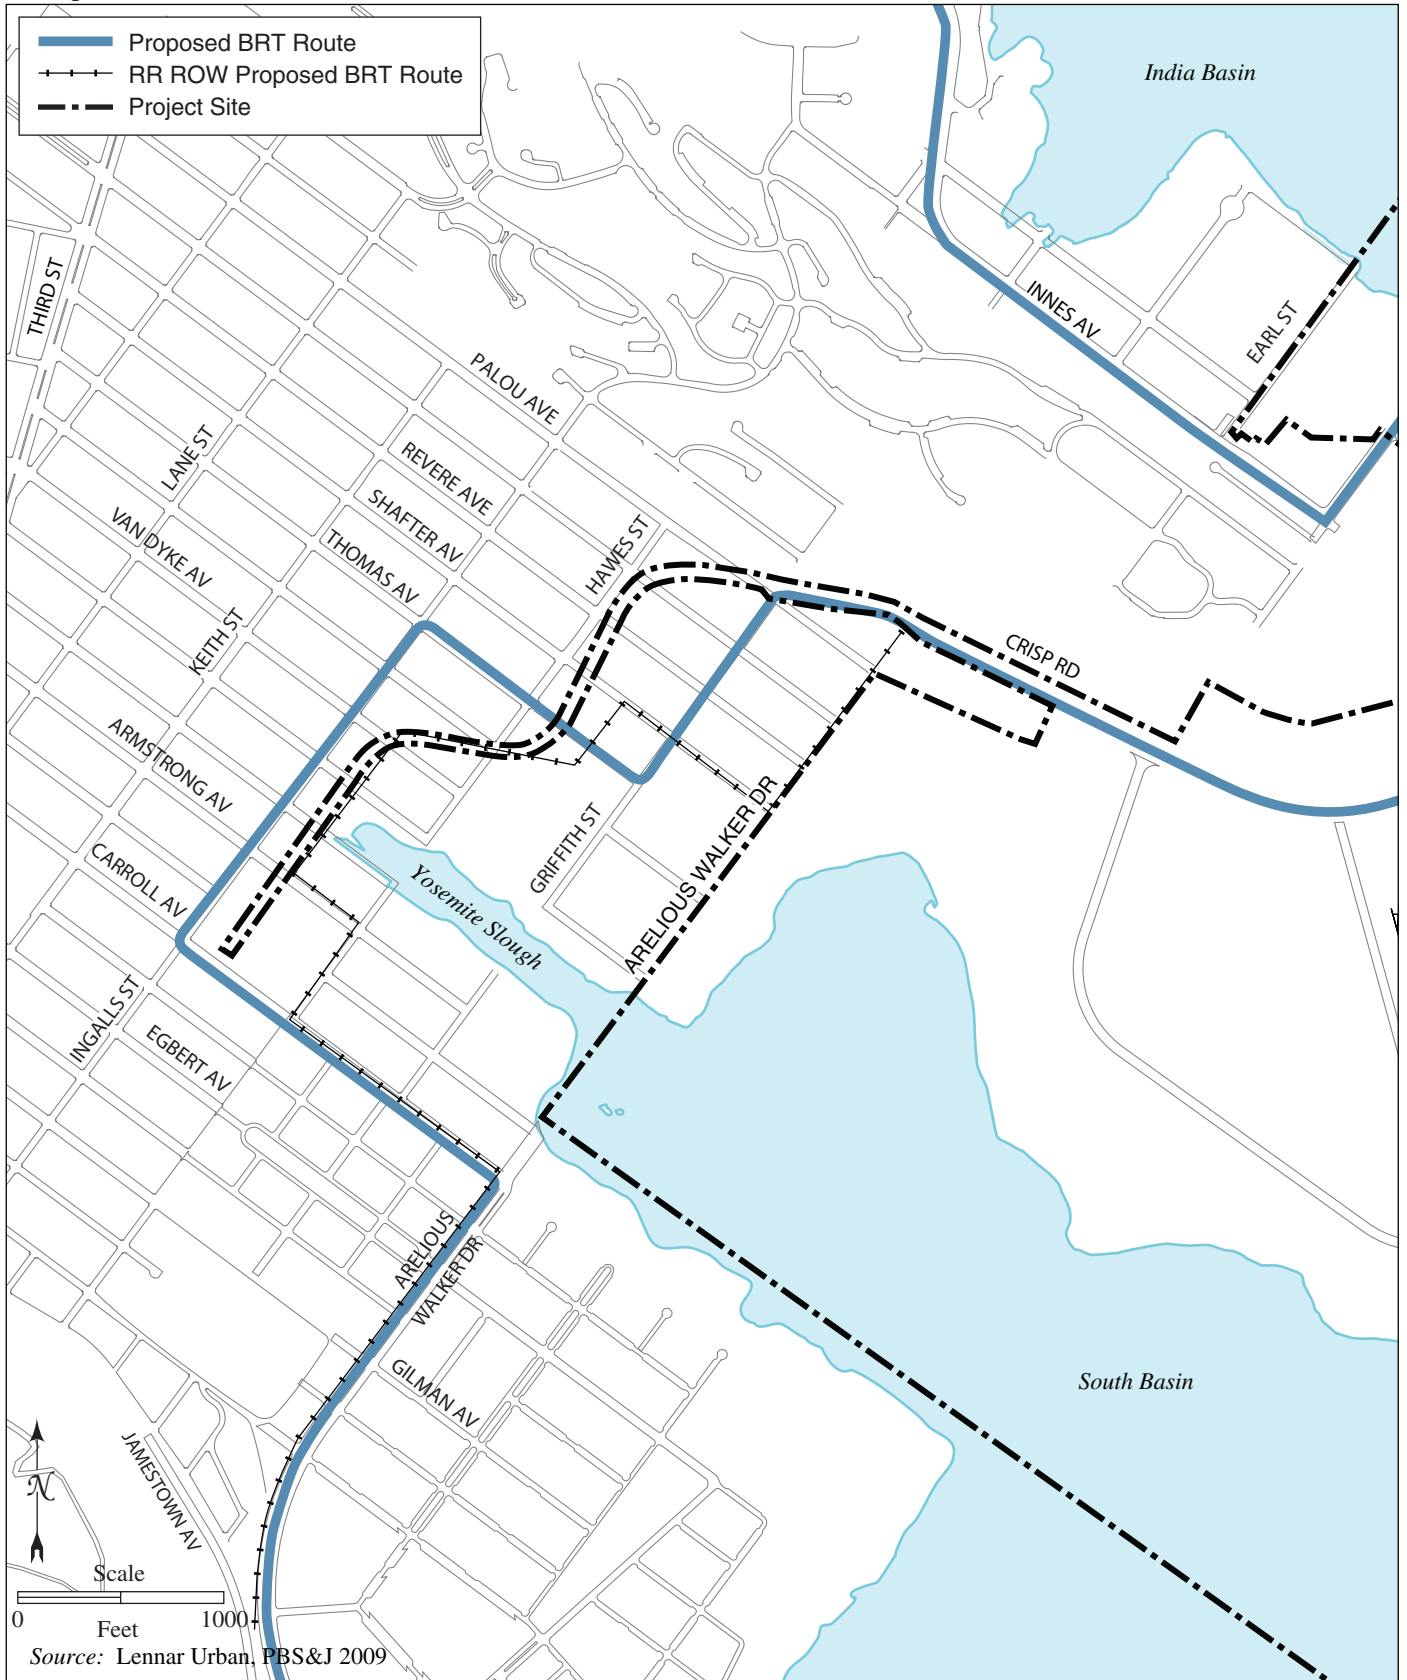 Proposed BRT Route
RR ROW Proposed BRT Route
Project Site
India Basin
THIRD ST
INNES AV
EARL ST
PALOU AVE
LANE ST
REVERE AVE
SHAFTER AV
VAN DYKE AV
THOMAS AV
HAWES ST
KEITH ST
CRISP RD
ARMSTRONG AV
CARROLL AV
GRIFFITH ST
ARELIOUS WALKER DR
Yosemite Slough
INGALLS ST
EGBERT AV
ARELIOUS
WALKER DR
GILMAN AV
South Basin
JAMESTOWN AV
N
Scale
0 1000
Feet
Source: Lennar Urban, PBS&J 2009